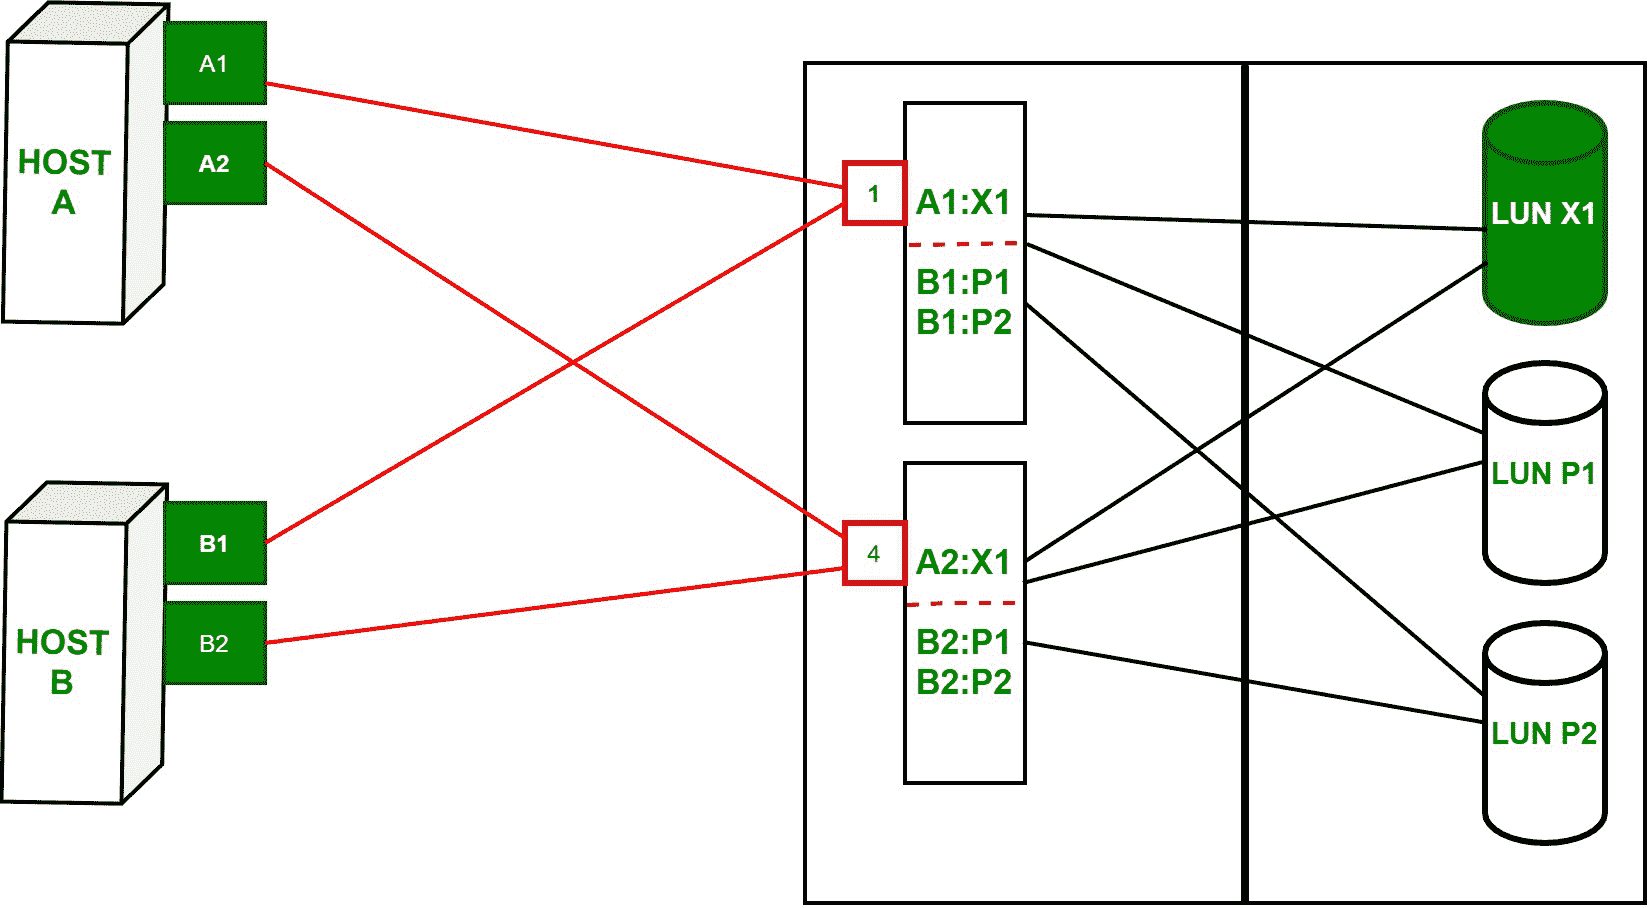 HOST
A
A1
A2
HOST
B
B1
B2
1
A1:X1
B1:P1
B1:P2
4
A2:X1
B2:P1
B2:P2
LUN X1
LUN P1
LUN P2